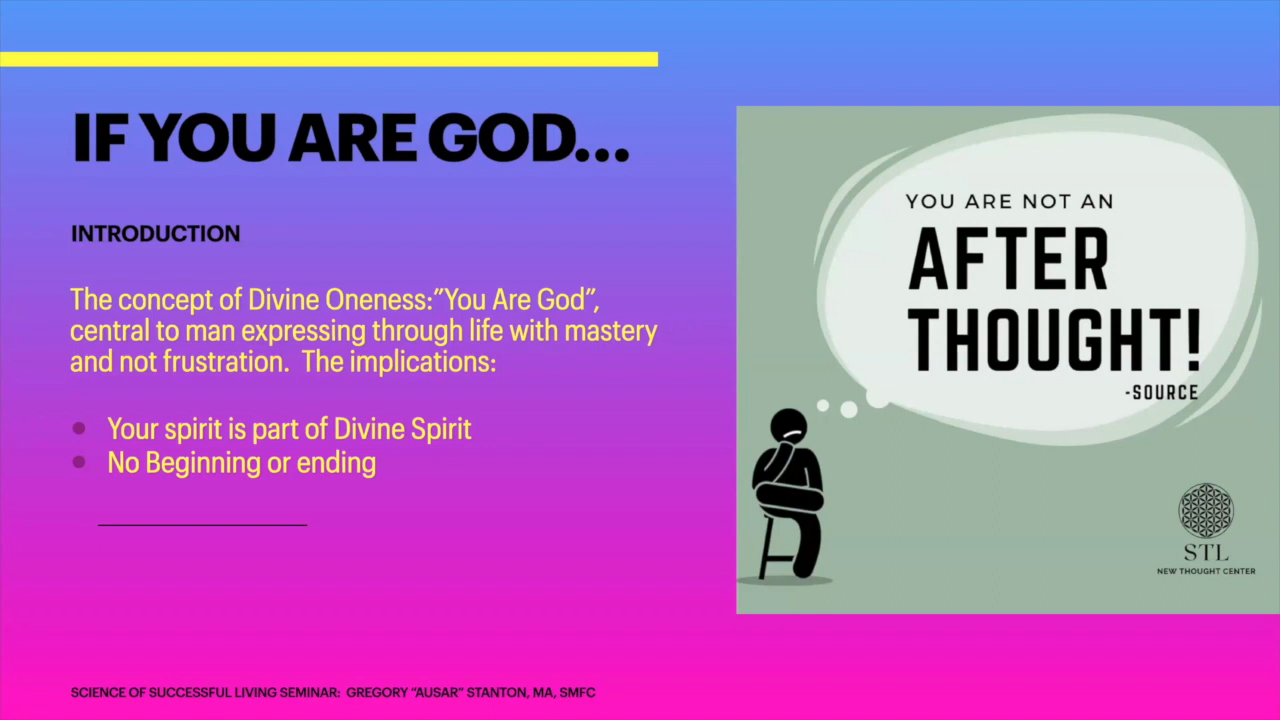 IF YOU ARE GOD...
INTRODUCTION
The concept of Divine Oneness:”You Are God”,
central to man expressing through life with mastery
and not frustration.  The implications:
Your spirit is part of Divine Spirit
No Beginning or ending
YOU ARE NOT AN
AFTER
THOUGHT!
-SOURCE
STL
NEW THOUGHT CENTER
SCIENCE OF SUCCESSFUL LIVING SEMINAR:  GREGORY “AUSAR” STANTON, MA, SMFC